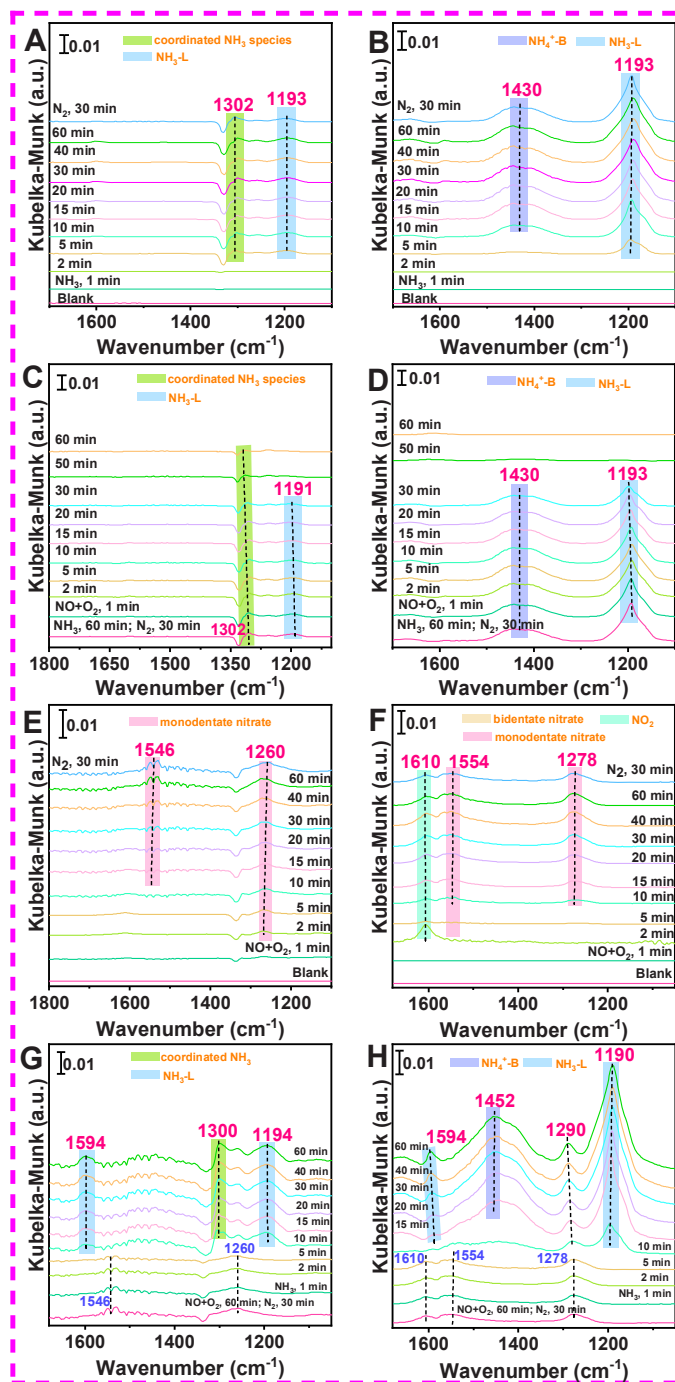 A
0.01
coordinated NH₃ species
NH₃-L
1302
1193
N₂, 30 min
60 min
40 min
30 min
20 min
15 min
10 min
5 min
2 min
NH₃, 1 min
Blank
1600
1400
1200
Wavenumber (cm⁻¹)
Kubelka-Munk (a.u.)
B
0.01
NH₄⁺-B
NH₃-L
1430
1193
N₂, 30 min
60 min
40 min
30 min
20 min
15 min
10 min
5 min
2 min
NH₃, 1 min
Blank
1600
1400
1200
Wavenumber (cm⁻¹)
Kubelka-Munk (a.u.)
C
0.01
coordinated NH₃ species
NH₃-L
60 min
50 min
30 min
1191
20 min
15 min
10 min
5 min
2 min
NO+O₂, 1 min
1302
NH₃, 60 min; N₂, 30 min
1800
1650
1500
1350
1200
Wavenumber (cm⁻¹)
Kubelka-Munk (a.u.)
D
0.01
NH₄⁺-B
NH₃-L
60 min
50 min
1430
1193
30 min
20 min
15 min
10 min
5 min
2 min
NO+O₂, 1 min
NH₃, 60 min; N₂, 30 min
1600
1400
1200
Wavenumber (cm⁻¹)
Kubelka-Munk (a.u.)
E
0.01
monodentate nitrate
1546
1260
N₂, 30 min
60 min
40 min
30 min
20 min
15 min
10 min
5 min
2 min
NO+O₂, 1 min
Blank
1800
1600
1400
1200
Wavenumber (cm⁻¹)
Kubelka-Munk (a.u.)
F
0.01
bidentate nitrate
NO₂
monodentate nitrate
1610
1554
1278
N₂, 30 min
60 min
40 min
30 min
20 min
15 min
10 min
5 min
2 min
NO+O₂, 1 min
Blank
1600
1400
1200
Wavenumber (cm⁻¹)
Kubelka-Munk (a.u.)
G
0.01
coordinated NH₃
NH₃-L
1594
1300
1194
60 min
40 min
30 min
20 min
15 min
10 min
1260
5 min
2 min
1546
NH₃, 1 min
NO+O₂, 60 min; N₂, 30 min
1600
1400
1200
Wavenumber (cm⁻¹)
Kubelka-Munk (a.u.)
H
0.01
NH₄⁺-B
NH₃-L
1190
1452
1594
1290
60 min
40 min
30 min
20 min
15 min
10 min
1610
1554
1278
5 min
2 min
NH₃, 1 min
NO+O₂, 60 min; N₂, 30 min
1600
1400
1200
Wavenumber (cm⁻¹)
Kubelka-Munk (a.u.)